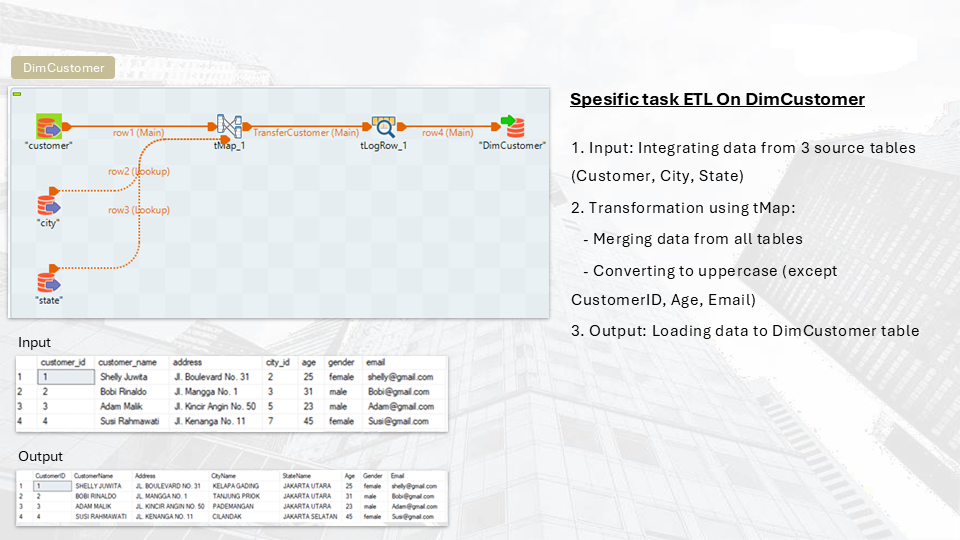 DimCustomer
"customer"
row1 (Main)
tMap_1
TransferCustomer (Main)
tLogRow_1
row4 (Main)
"DimCustomer"
row2 (Lookup)
"city"
row3 (Lookup)
"state"
Spesific task ETL On DimCustomer
1. Input: Integrating data from 3 source tables
(Customer, City, State)
2. Transformation using tMap:
- Merging data from all tables
- Converting to uppercase (except
CustomerID, Age, Email)
3. Output: Loading data to DimCustomer table
Input
customer_id customer_name address city_id age gender email
1 1 Shelly Juwita Jl. Boulevard No. 31 2 25 female shelly@gmail.com
2 2 Bobi Rinaldo Jl. Mangga No. 1 3 31 male Bobi@gmail.com
3 3 Adam Malik Jl. Kincir Angin No. 50 5 23 male Adam@gmail.com
4 4 Susi Rahmawati Jl. Kenanga No. 11 7 45 female Susi@gmail.com
Output
CustomerID CustomerName Address CityName StateName Age Gender Email
1 1 SHELLY JUWITA JL. BOULEVARD NO. 31 KELAPA GADING JAKARTA UTARA 25 female shelly@gmail.com
2 2 BOBI RINALDO JL. MANGGA NO. 1 TANJUNG PRIOK JAKARTA UTARA 31 male Bobi@gmail.com
3 3 ADAM MALIK JL. KINCIR ANGIN NO. 50 PADEMANGAN JAKARTA UTARA 23 male Adam@gmail.com
4 4 SUSI RAHMAWATI JL. KENANGA NO. 11 CILANDAK JAKARTA SELATAN 45 female Susi@gmail.com